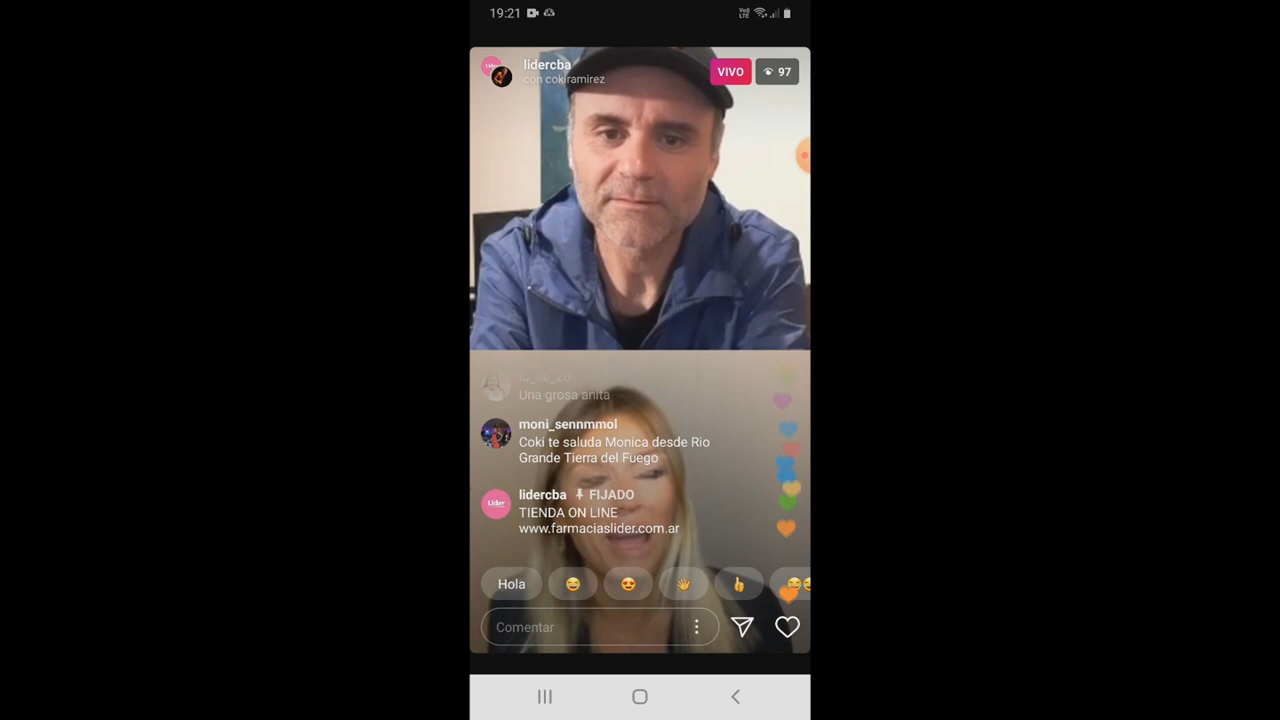 19:21
lidercba
con cokiramirez
VIVO
97
Una grosa anita
moni_sennmmol
Coki te saluda Monica desde Rio
Grande Tierra del Fuego
lidercba FIJADO
Líder
TIENDA ON LINE
www.farmaciaslider.com.ar
Hola
Comentar